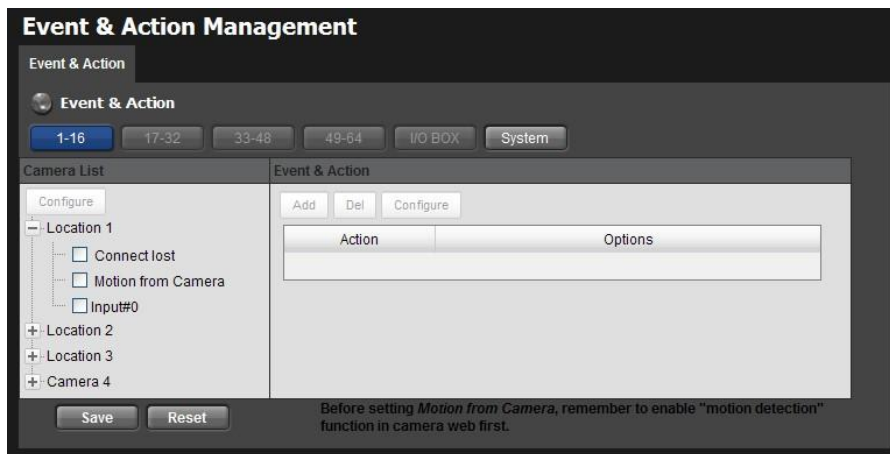 Event & Action Management
Event & Action
Event & Action
1-16 17-32 33-48 49-64 I/O BOX System
Camera List Event & Action
Configure
Add Del Configure
Location 1
Action Options
Connect lost
Motion from Camera
Input#0
Location 2
Location 3
Camera 4
Save Reset
Before setting Motion from Camera, remember to enable "motion detection"
function in camera web first.